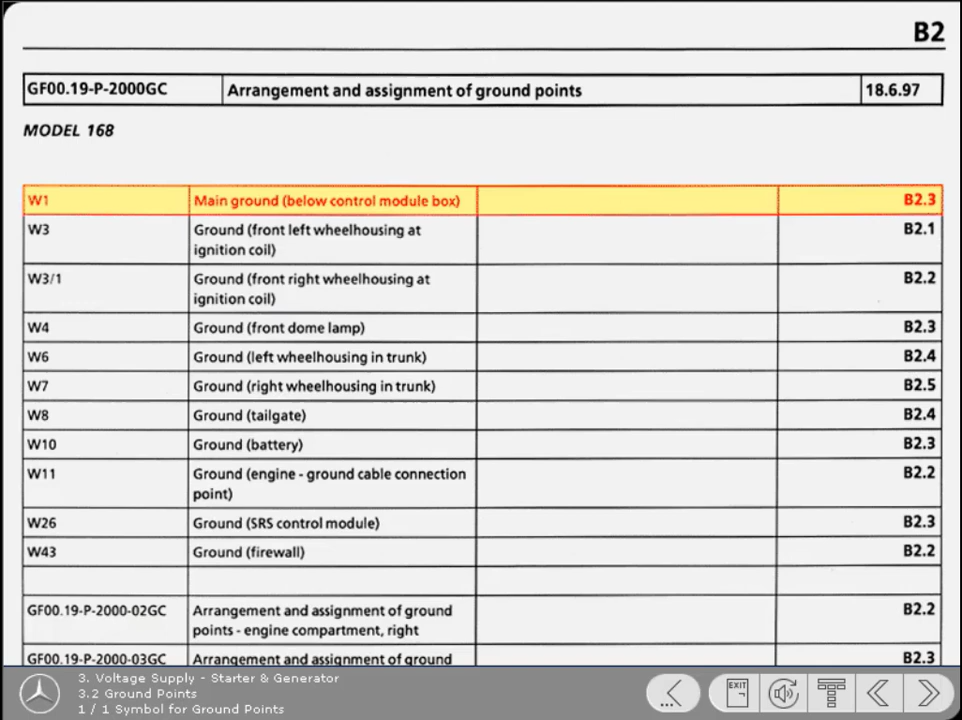 B2
GF00.19-P-2000GC Arrangement and assignment of ground points 18.6.97
MODEL 168
W1 Main ground (below control module box) B2.3
W3 Ground (front left wheelhousing at B2.1
ignition coil)
W3/1 Ground (front right wheelhousing at B2.2
ignition coil)
W4 Ground (front dome lamp) B2.3
W6 Ground (left wheelhousing in trunk) B2.4
W7 Ground (right wheelhousing in trunk) B2.5
W8 Ground (tailgate) B2.4
W10 Ground (battery) B2.3
W11 Ground (engine - ground cable connection B2.2
point)
W26 Ground (SRS control module) B2.3
W43 Ground (firewall) B2.2
GF00.19-P-2000-02GC Arrangement and assignment of ground B2.2
points - engine compartment, right
GF00.19-P-2000-03GC Arrangement and assignment of ground B2.3
3. Voltage Supply - Starter & Generator
3.2 Ground Points
1 / 1 Symbol for Ground Points
EXIT